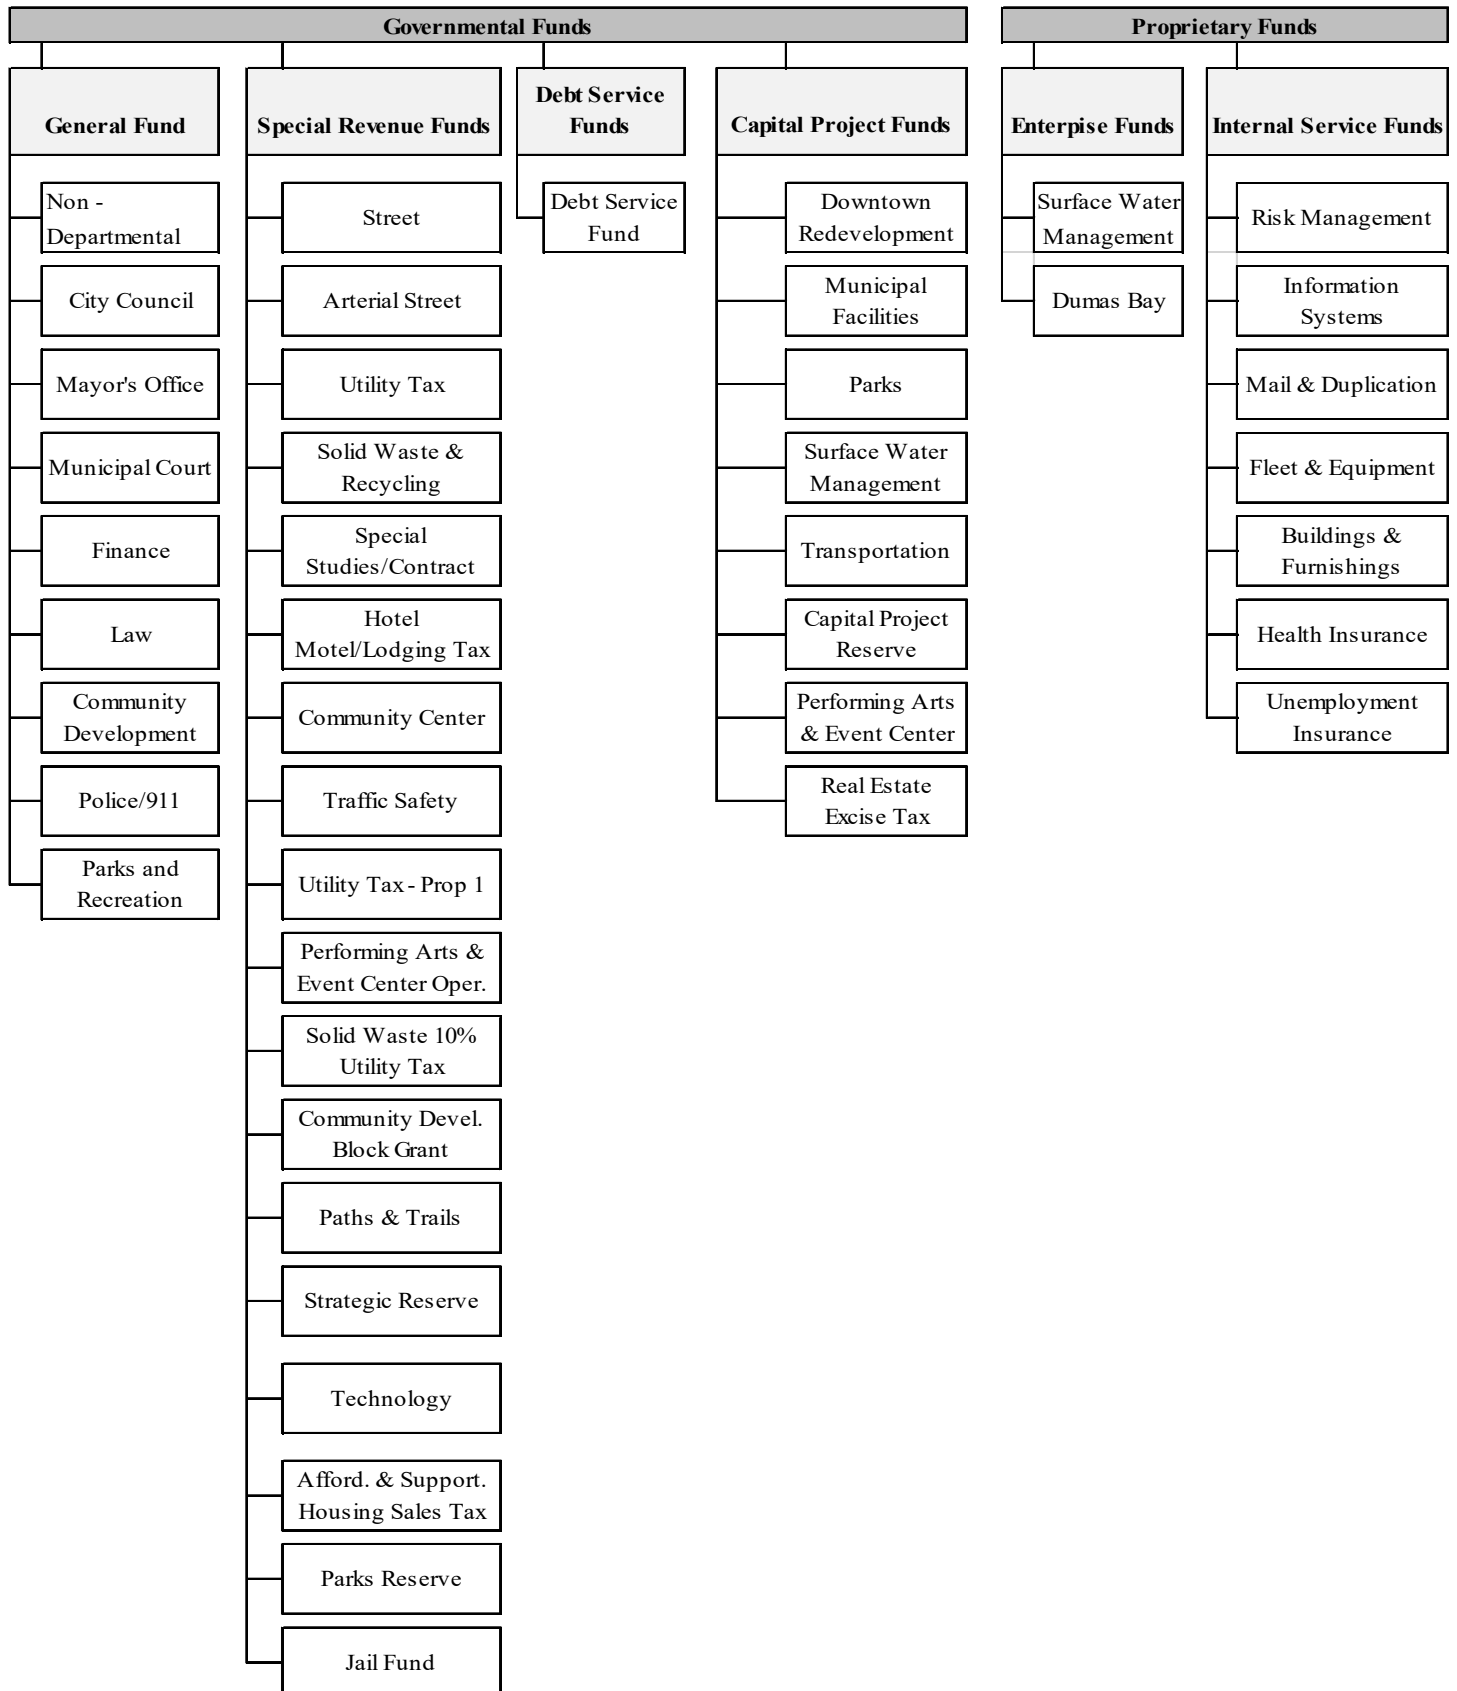 Governmental Funds
Proprietary Funds
General Fund
Special Revenue Funds
Debt Service
Funds
Capital Project Funds
Enterpise Funds
Internal Service Funds
Non -
Departmental
City Council
Mayor's Office
Municipal Court
Finance
Law
Community
Development
Police/911
Parks and
Recreation
Street
Arterial Street
Utility Tax
Solid Waste &
Recycling
Special
Studies/Contract
Hotel
Motel/Lodging Tax
Community Center
Traffic Safety
Utility Tax - Prop 1
Performing Arts &
Event Center Oper.
Solid Waste 10%
Utility Tax
Community Devel.
Block Grant
Paths & Trails
Strategic Reserve
Technology
Afford. & Support.
Housing Sales Tax
Parks Reserve
Jail Fund
Debt Service
Fund
Downtown
Redevelopment
Municipal
Facilities
Parks
Surface Water
Management
Transportation
Capital Project
Reserve
Performing Arts
& Event Center
Real Estate
Excise Tax
Surface Water
Management
Dumas Bay
Risk Management
Information
Systems
Mail & Duplication
Fleet & Equipment
Buildings &
Furnishings
Health Insurance
Unemployment
Insurance